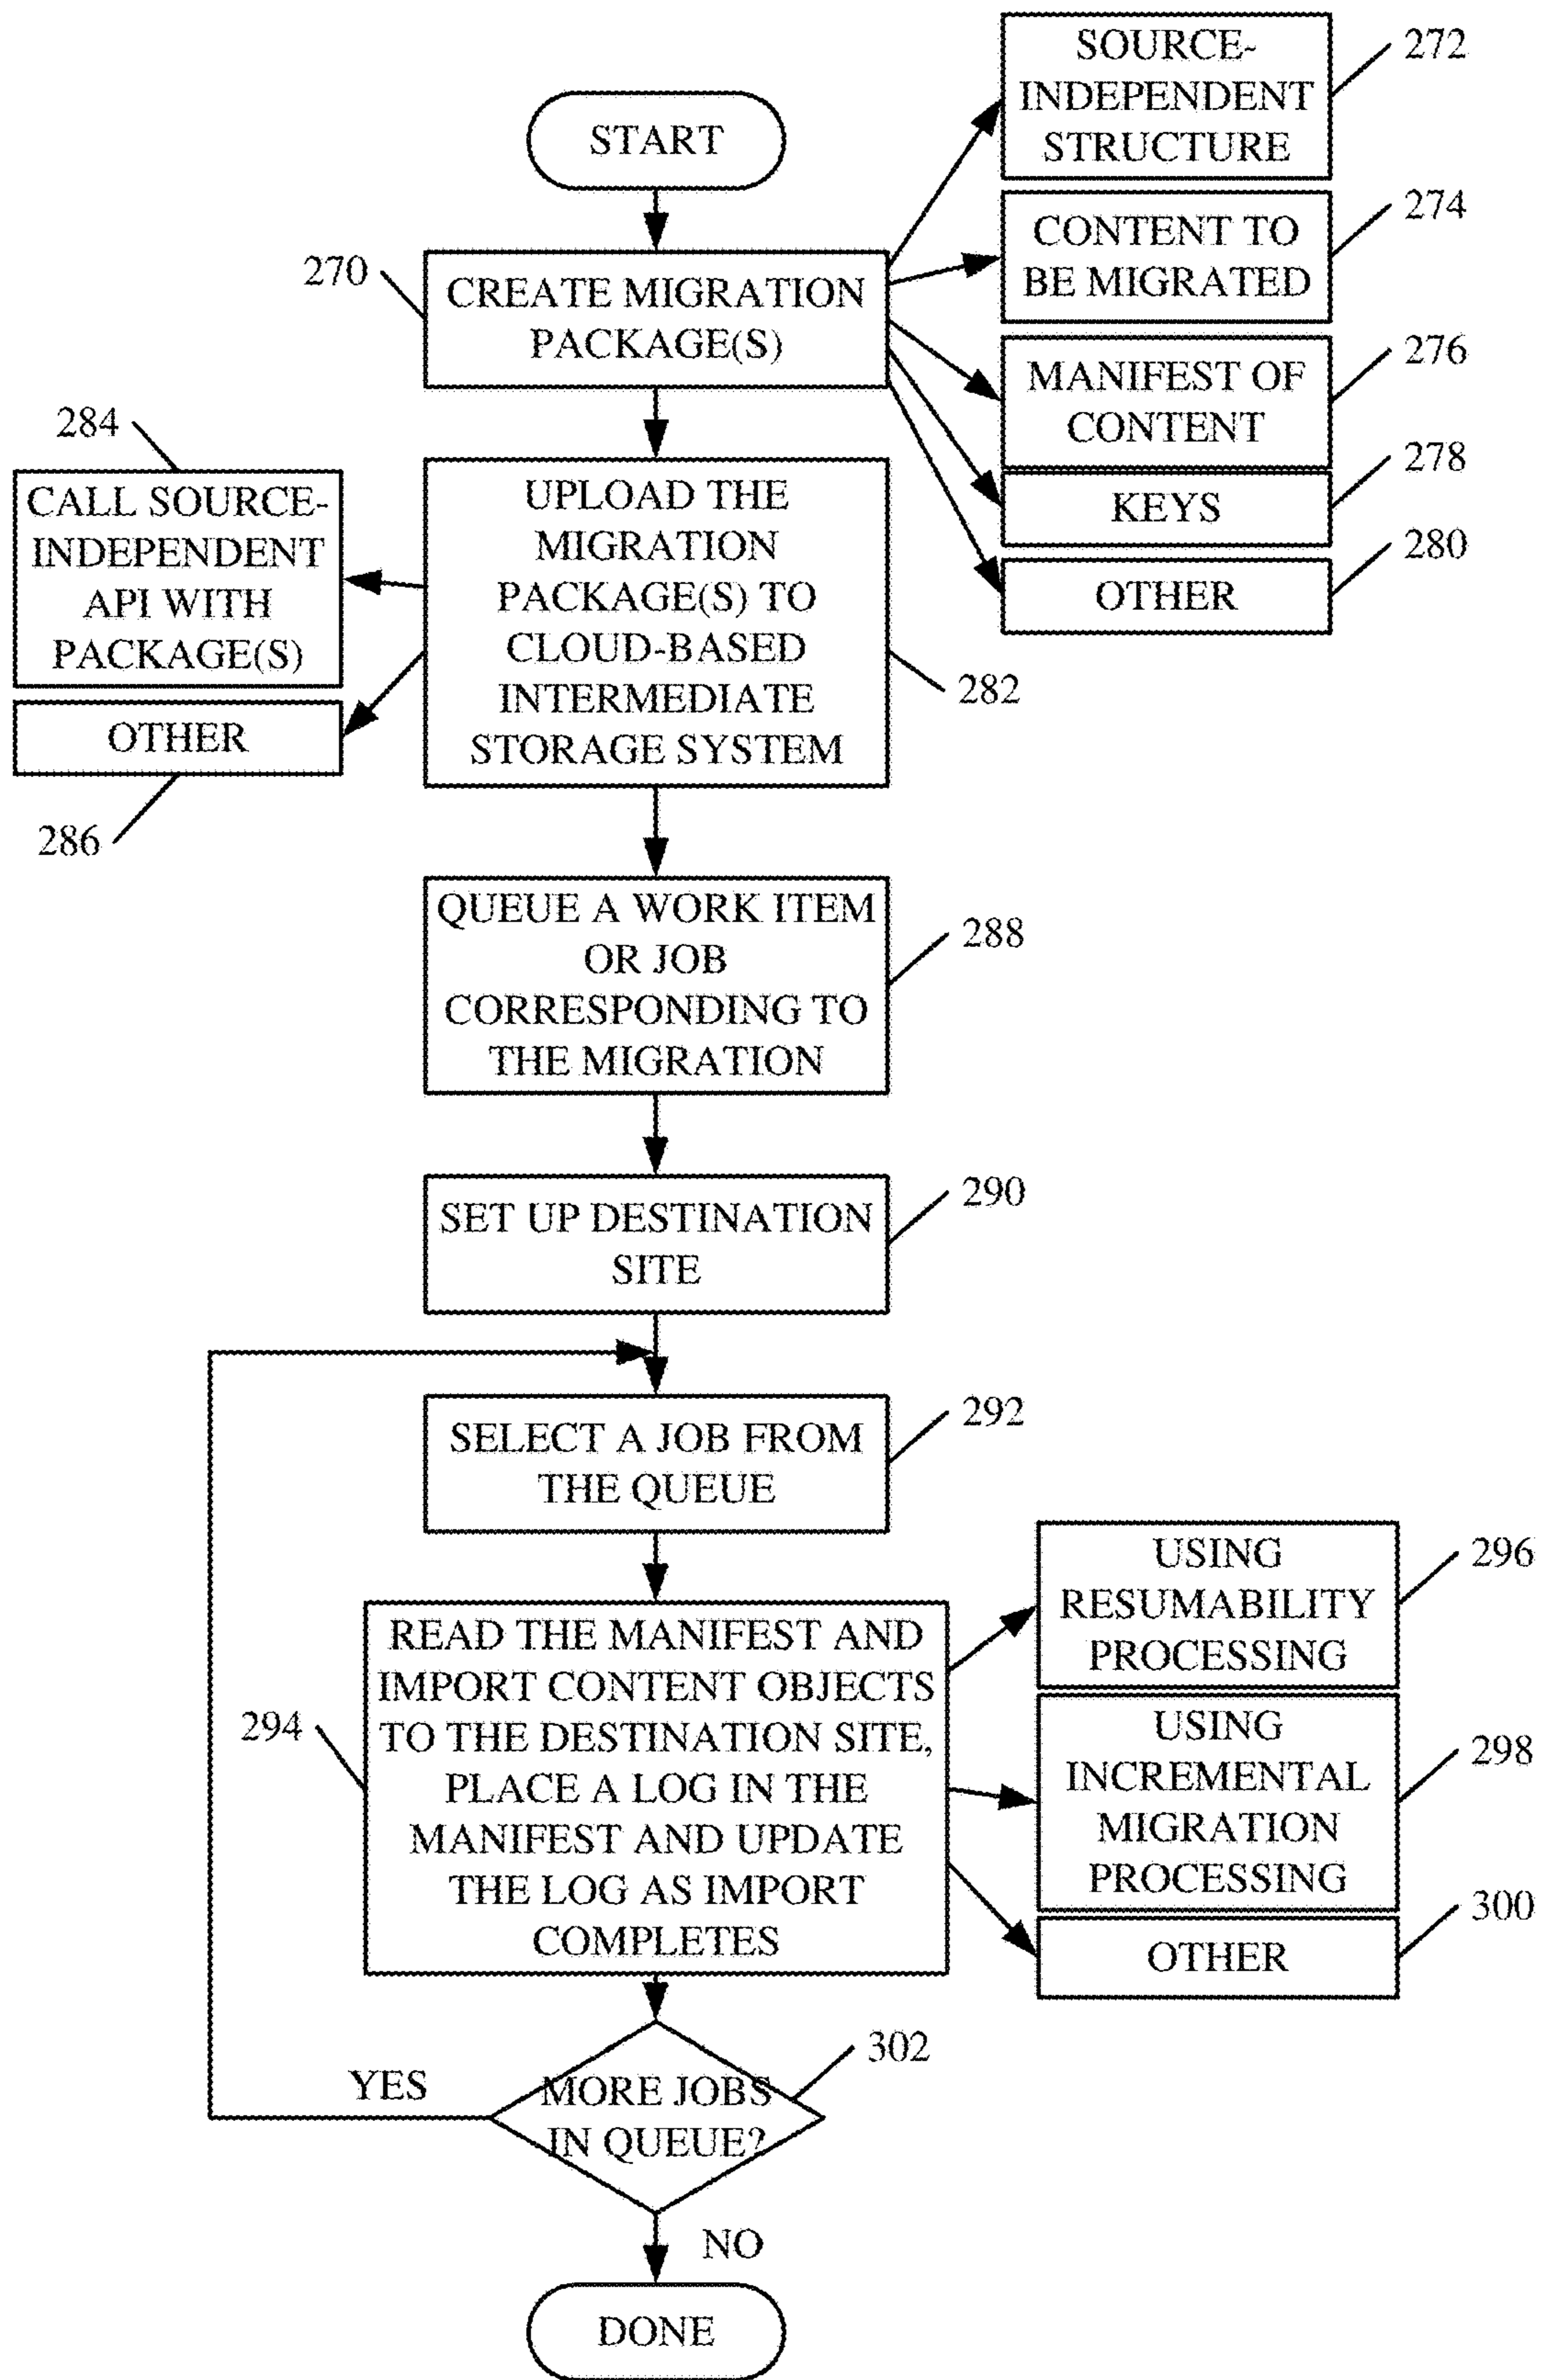 START
SOURCE-
INDEPENDENT
STRUCTURE
272
CONTENT TO
BE MIGRATED
274
270
CREATE MIGRATION
PACKAGE(S)
MANIFEST OF
CONTENT
276
KEYS
278
OTHER
280
284
CALL SOURCE-
INDEPENDENT
API WITH
PACKAGE(S)
OTHER
286
UPLOAD THE
MIGRATION
PACKAGE(S) TO
CLOUD-BASED
INTERMEDIATE
STORAGE SYSTEM
282
QUEUE A WORK ITEM
OR JOB
CORRESPONDING TO
THE MIGRATION
288
SET UP DESTINATION
SITE
290
SELECT A JOB FROM
THE QUEUE
292
294
READ THE MANIFEST AND
IMPORT CONTENT OBJECTS
TO THE DESTINATION SITE,
PLACE A LOG IN THE
MANIFEST AND UPDATE
THE LOG AS IMPORT
COMPLETES
USING
RESUMABILITY
PROCESSING
296
USING
INCREMENTAL
MIGRATION
PROCESSING
298
OTHER
300
MORE JOBS
IN QUEUE?
302
YES
NO
DONE